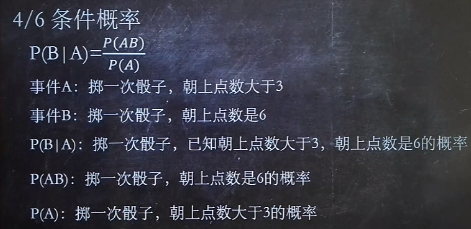 4/6 条件概率
P(B|A)=P(AB)/P(A)
事件A：掷一次骰子，朝上点数大于3
事件B：掷一次骰子，朝上点数是6
P(B|A)：掷一次骰子，已知朝上点数大于3，朝上点数是6的概率
P(AB)：掷一次骰子，朝上点数是6的概率
P(A)：掷一次骰子，朝上点数大于3的概率